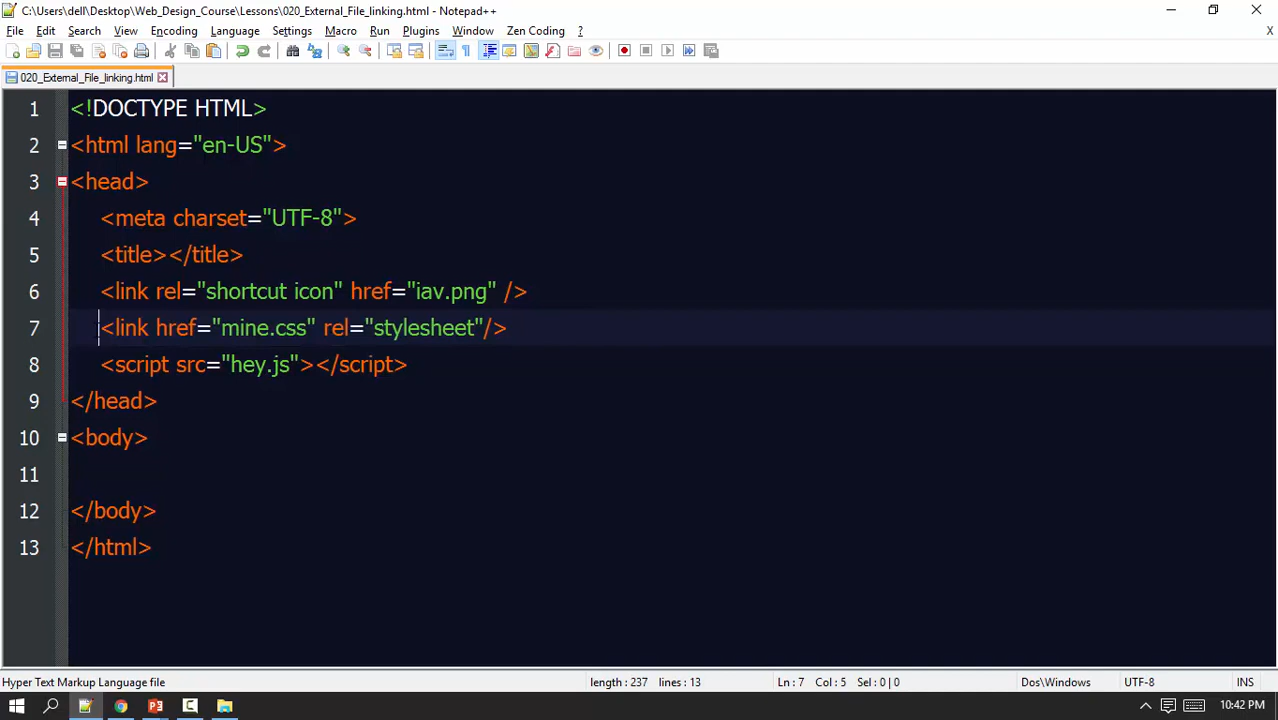 C:\Users\dell\Desktop\Web_Design_Course\Lessons\020_External_File_linking.html - Notepad++
File Edit Search View Encoding Language Settings Macro Run Plugins Window Zen Coding ? X
020_External_File_linking.html
1 <!DOCTYPE HTML>
2 <html lang="en-US">
3 <head>
4 <meta charset="UTF-8">
5 <title></title>
6 <link rel="shortcut icon" href="iav.png" />
7 <link href="mine.css" rel="stylesheet"/>
8 <script src="hey.js"></script>
9 </head>
10 <body>
11
12 </body>
13 </html>
Hyper Text Markup Language file length : 237 lines : 13 Ln : 7 Col : 5 Sel : 0 | 0 Dos\Windows UTF-8 INS
10:42 PM